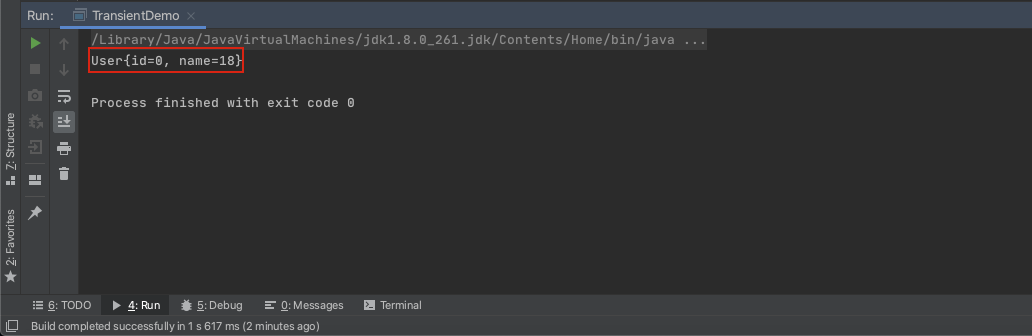 Run: TransientDemo ×
/Library/Java/JavaVirtualMachines/jdk1.8.0_261.jdk/Contents/Home/bin/java ...
User{id=0, name=18}
Process finished with exit code 0
Z: Structure
2: Favorites
6: TODO 4: Run 5: Debug 0: Messages Terminal
Build completed successfully in 1 s 617 ms (2 minutes ago)